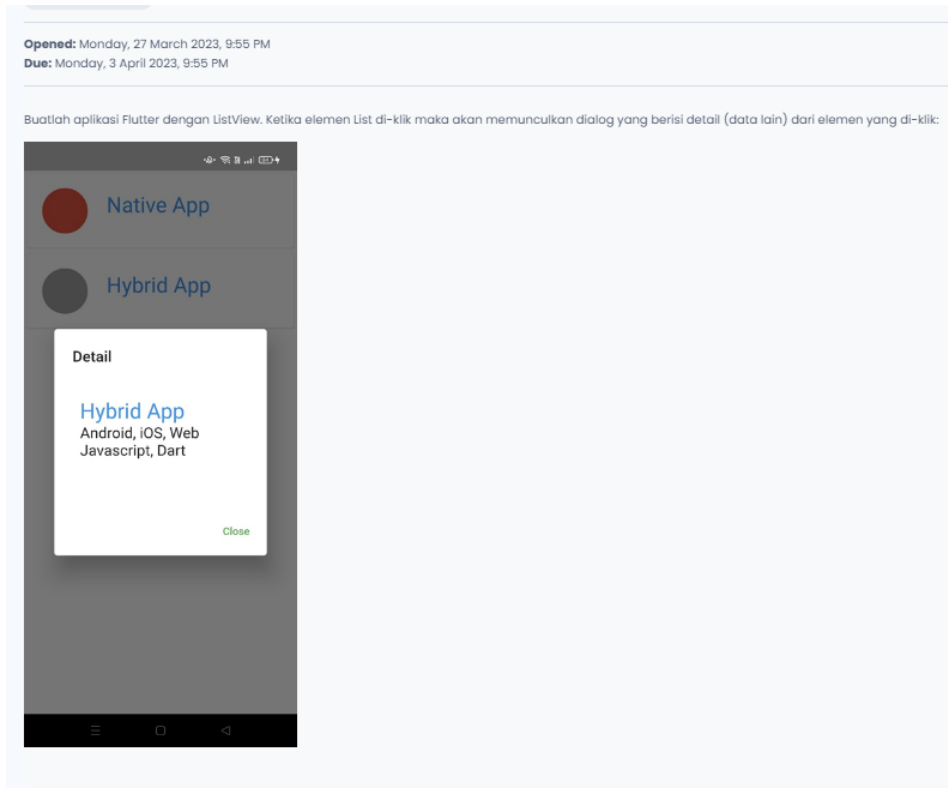 Opened: Monday, 27 March 2023, 9:55 PM
Due: Monday, 3 April 2023, 9:55 PM
Buatlah aplikasi Flutter dengan ListView. Ketika elemen List di-klik maka akan memunculkan dialog yang berisi detail (data lain) dari elemen yang di-klik:
Native App
Hybrid App
Detail
Hybrid App
Android, iOS, Web
Javascript, Dart
Close